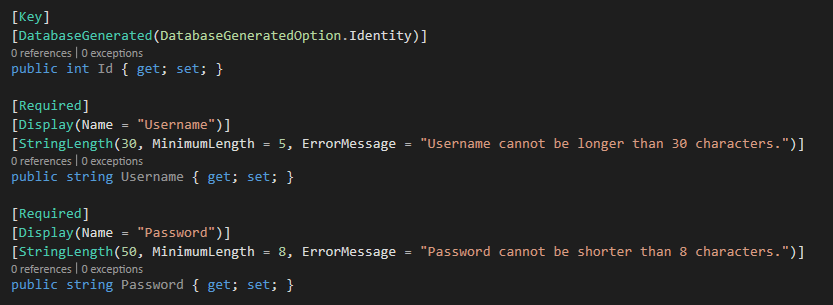 [Key]
[DatabaseGenerated(DatabaseGeneratedOption.Identity)]
0 references | 0 exceptions
public int Id { get; set; }
[Required]
[Display(Name = "Username")]
[StringLength(30, MinimumLength = 5, ErrorMessage = "Username cannot be longer than 30 characters.")]
0 references | 0 exceptions
public string Username { get; set; }
[Required]
[Display(Name = "Password")]
[StringLength(50, MinimumLength = 8, ErrorMessage = "Password cannot be shorter than 8 characters.")]
0 references | 0 exceptions
public string Password { get; set; }